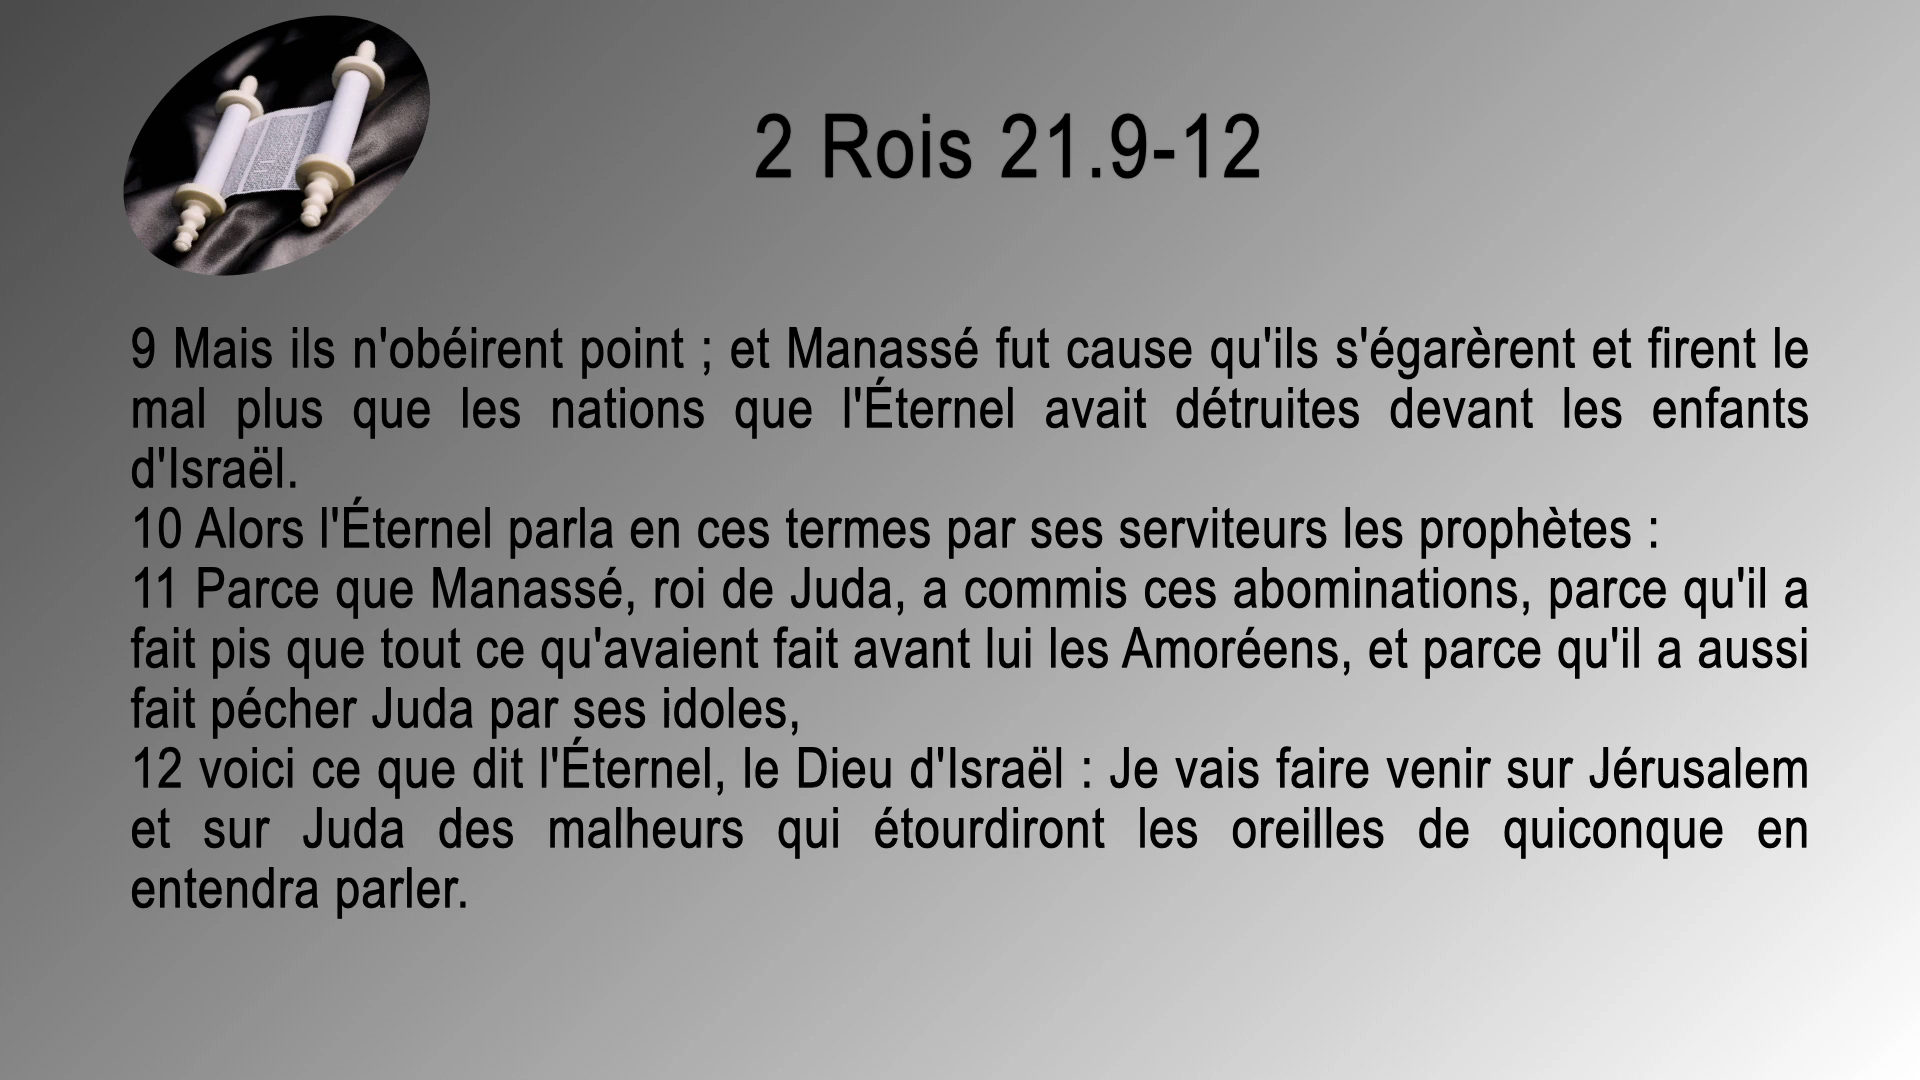 2 Rois 21.9-12
9 Mais ils n'obéirent point ; et Manassé fut cause qu'ils s'égarèrent et firent le
mal plus que les nations que l'Éternel avait détruites devant les enfants
d'Israël.
10 Alors l'Éternel parla en ces termes par ses serviteurs les prophètes :
11 Parce que Manassé, roi de Juda, a commis ces abominations, parce qu'il a
fait pis que tout ce qu'avaient fait avant lui les Amoréens, et parce qu'il a aussi
fait pécher Juda par ses idoles,
12 voici ce que dit l'Éternel, le Dieu d'Israël : Je vais faire venir sur Jérusalem
et sur Juda des malheurs qui étourdiront les oreilles de quiconque en
entendra parler.